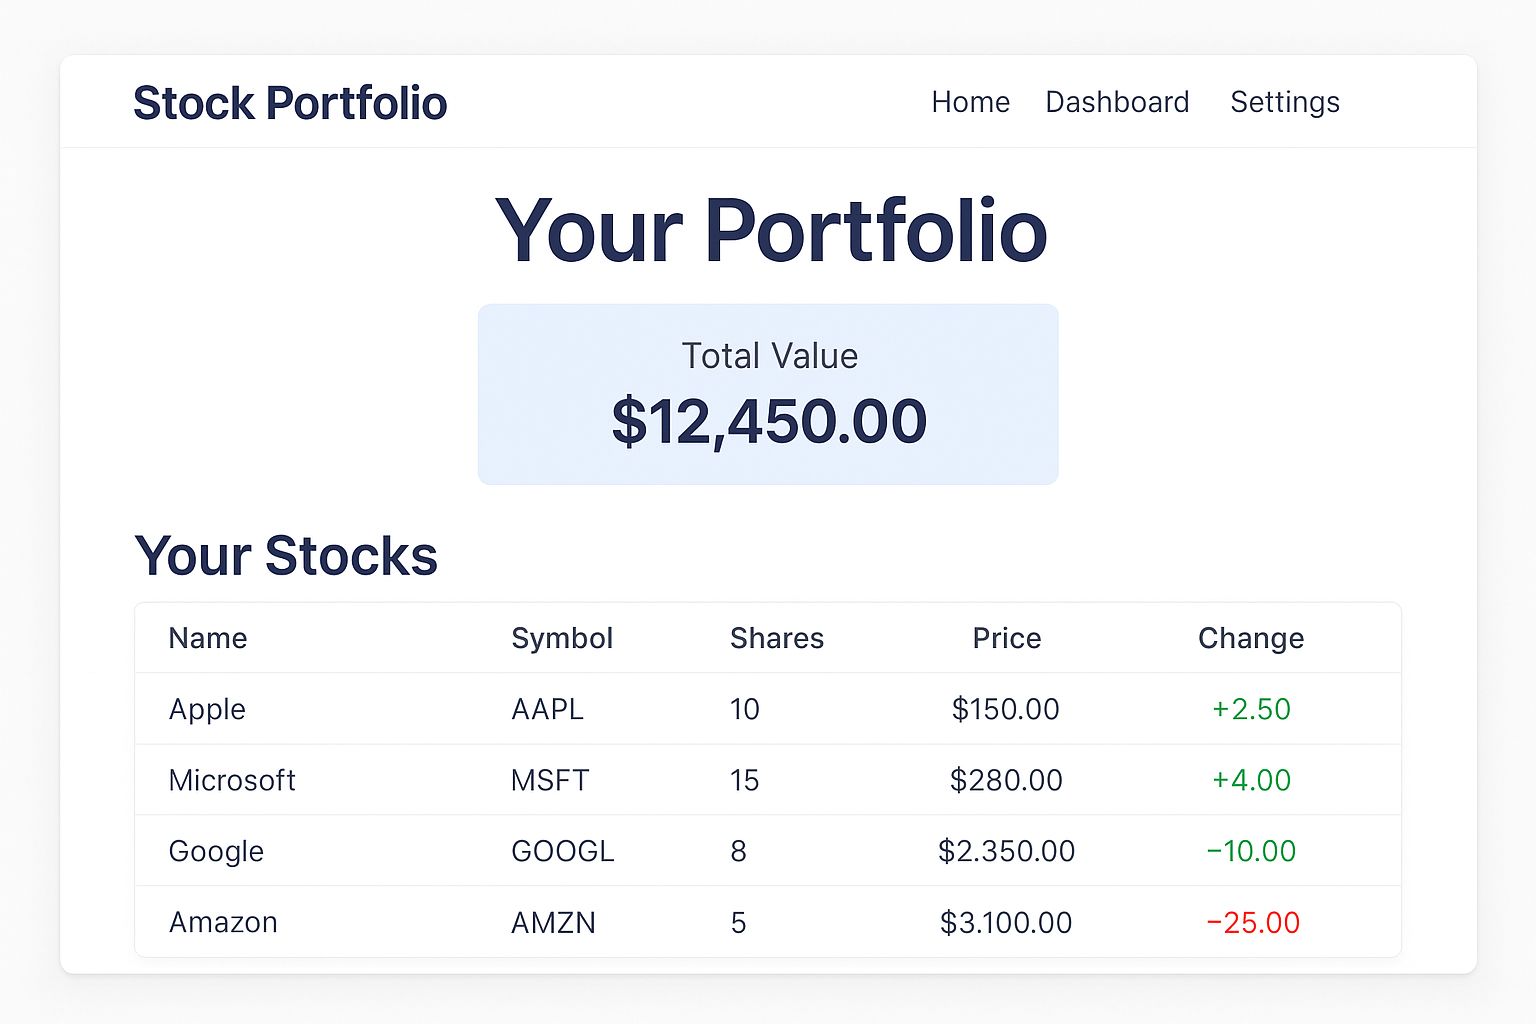 Stock Portfolio Home Dashboard Settings
Your Portfolio
Total Value
$12,450.00
Your Stocks
Name Symbol Shares Price Change
Apple AAPL 10 $150.00 +2.50
Microsoft MSFT 15 $280.00 +4.00
Google GOOGL 8 $2.350.00 −10.00
Amazon AMZN 5 $3.100.00 −25.00